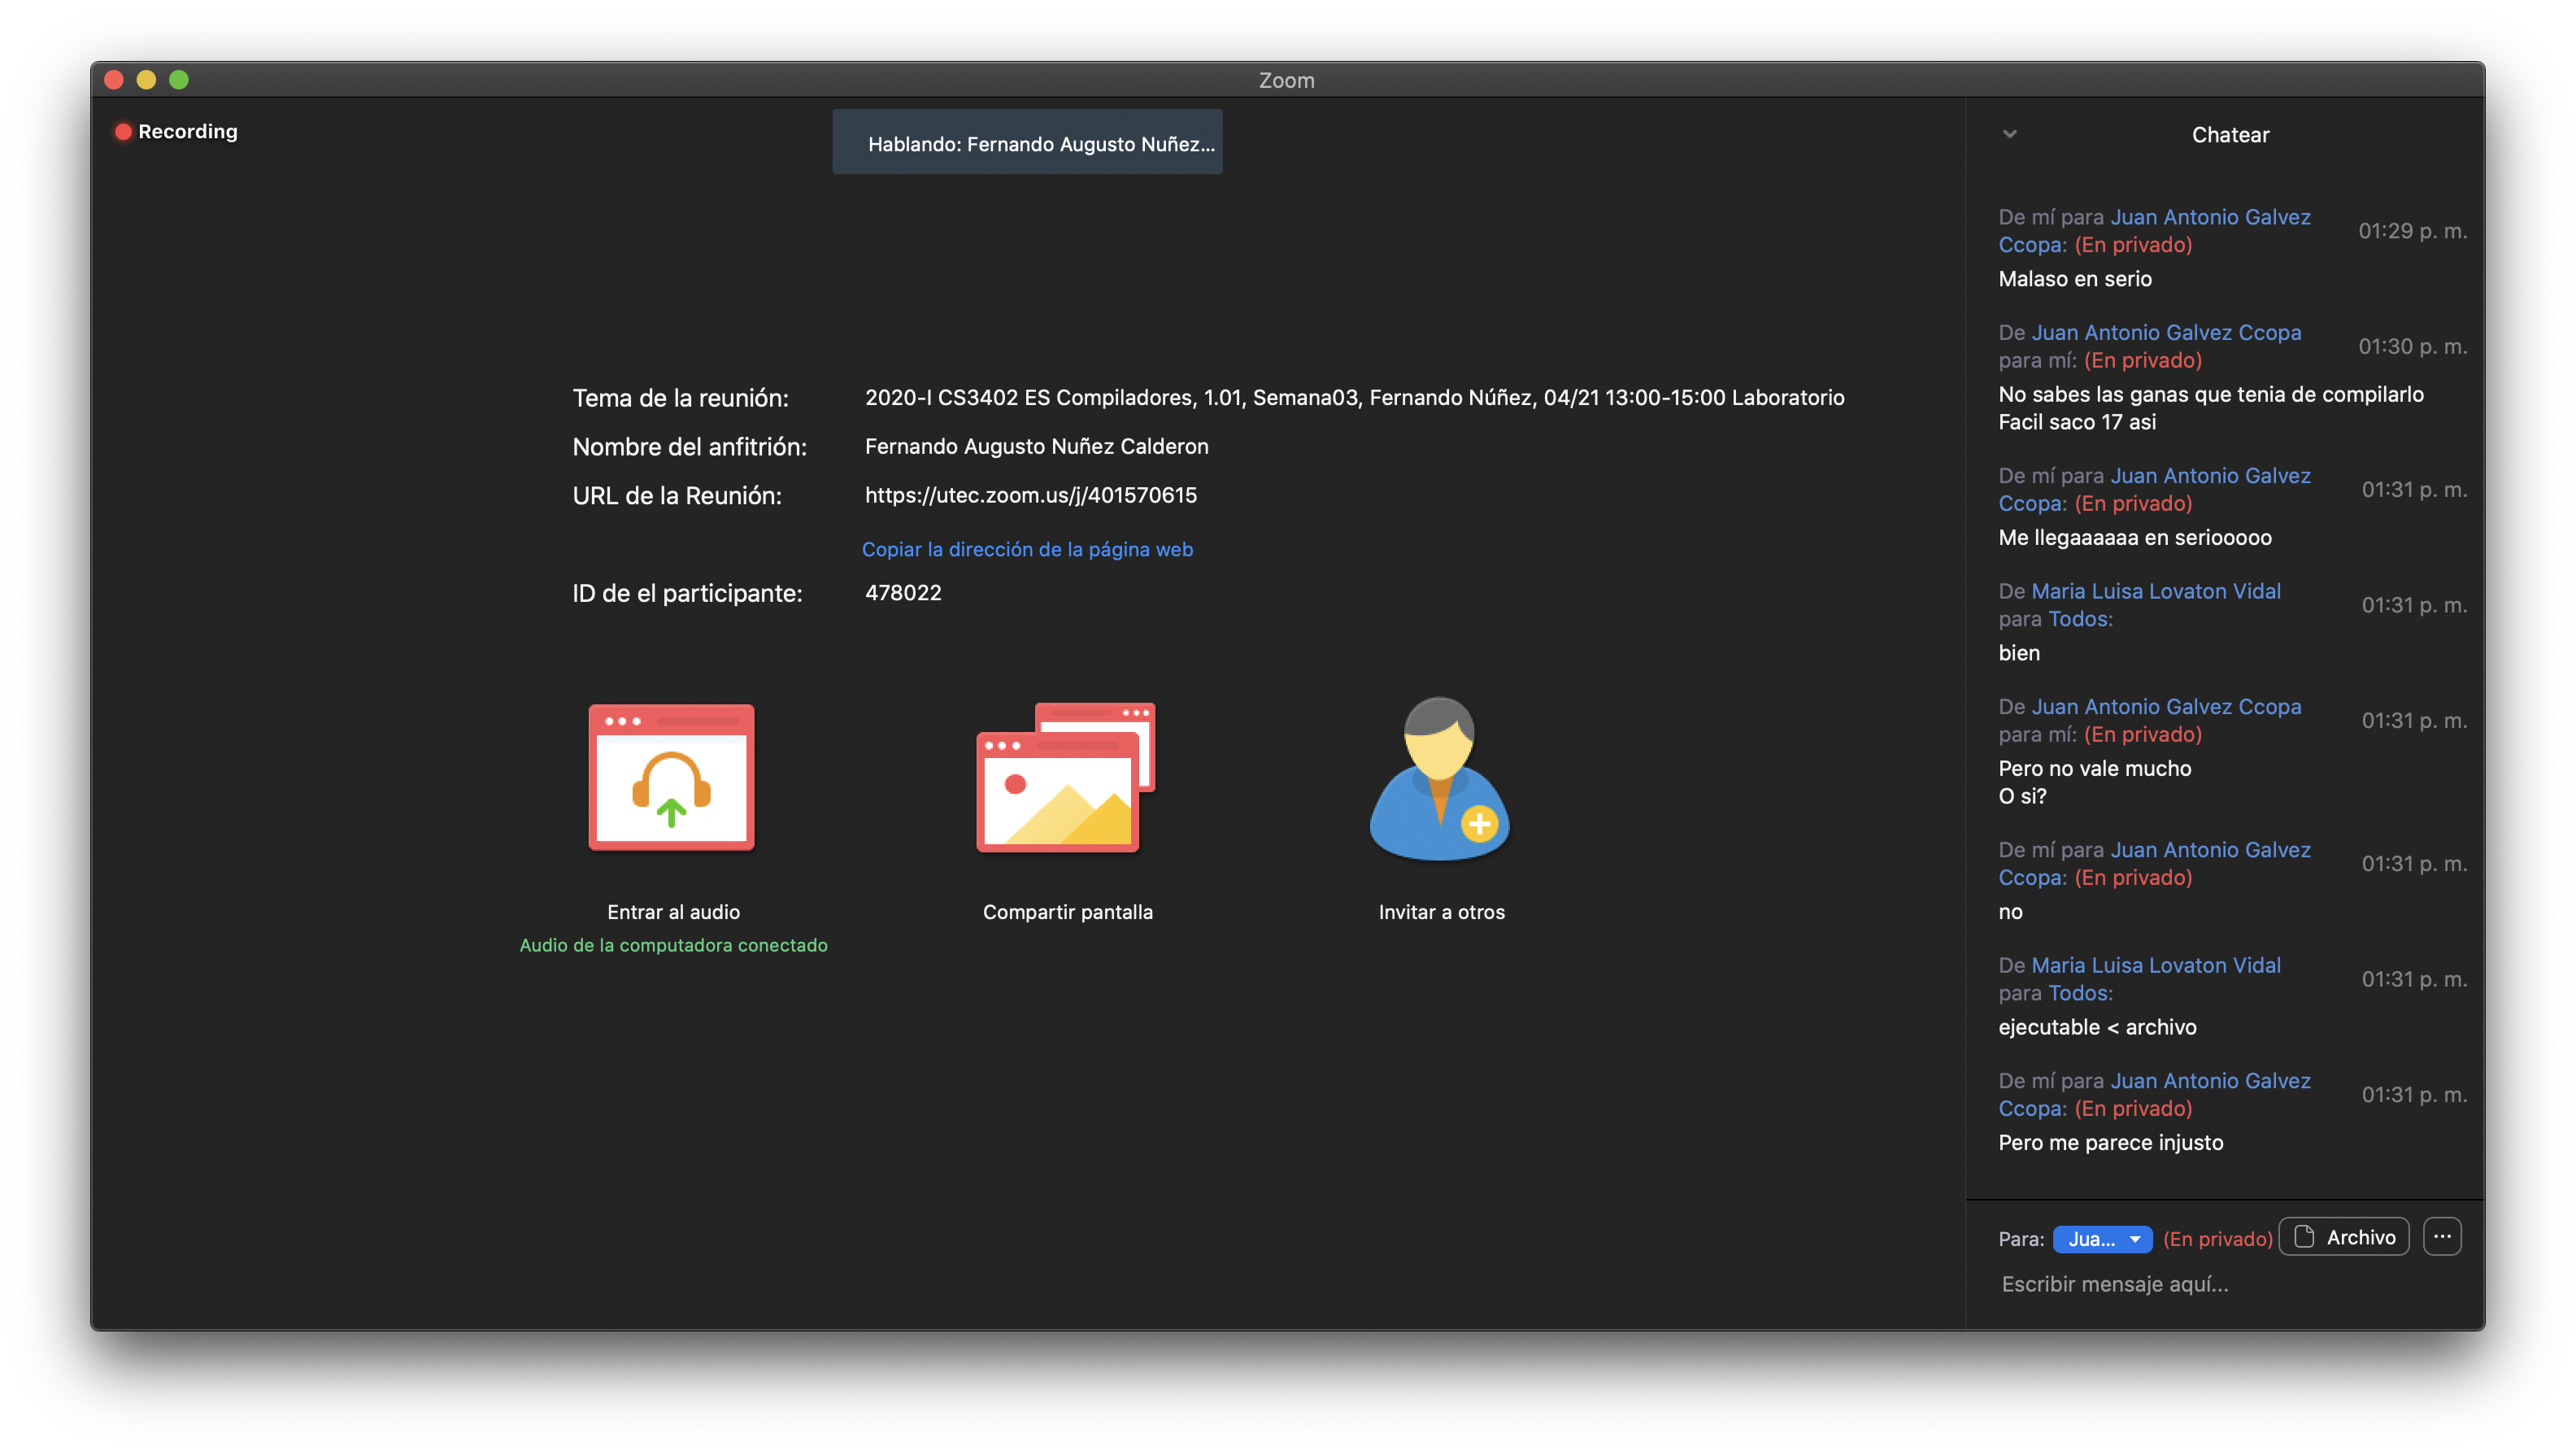 Zoom
Recording
Hablando: Fernando Augusto Nuñez...
Tema de la reunión: 2020-I CS3402 ES Compiladores, 1.01, Semana03, Fernando Núñez, 04/21 13:00-15:00 Laboratorio
Nombre del anfitrión: Fernando Augusto Nuñez Calderon
URL de la Reunión: https://utec.zoom.us/j/401570615
Copiar la dirección de la página web
ID de el participante: 478022
Entrar al audio
Audio de la computadora conectado
Compartir pantalla
Invitar a otros
Chatear
De mí para Juan Antonio Galvez
Ccopa: (En privado) 01:29 p. m.
Malaso en serio
De Juan Antonio Galvez Ccopa
para mí: (En privado) 01:30 p. m.
No sabes las ganas que tenia de compilarlo
Facil saco 17 asi
De mí para Juan Antonio Galvez
Ccopa: (En privado) 01:31 p. m.
Me llegaaaaaa en seriooooo
De Maria Luisa Lovaton Vidal
para Todos: 01:31 p. m.
bien
De Juan Antonio Galvez Ccopa
para mí: (En privado) 01:31 p. m.
Pero no vale mucho
O si?
De mí para Juan Antonio Galvez
Ccopa: (En privado) 01:31 p. m.
no
De Maria Luisa Lovaton Vidal
para Todos: 01:31 p. m.
ejecutable < archivo
De mí para Juan Antonio Galvez
Ccopa: (En privado) 01:31 p. m.
Pero me parece injusto
Para: Jua... (En privado) Archivo ...
Escribir mensaje aquí...